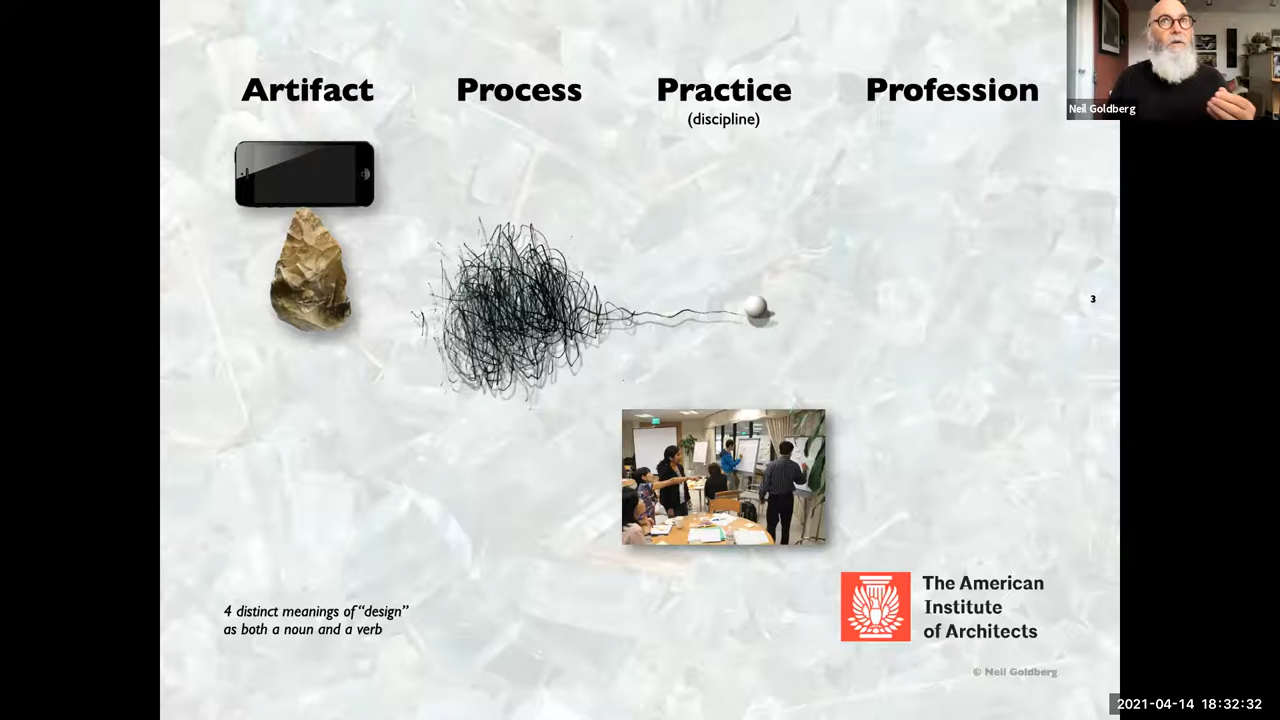 Artifact
Process
Practice
(discipline)
Profession
Neil Goldberg
3
The American
Institute
of Architects
4 distinct meanings of “design”
as both a noun and a verb
© Neil Goldberg
2021-04-14 18:32:32